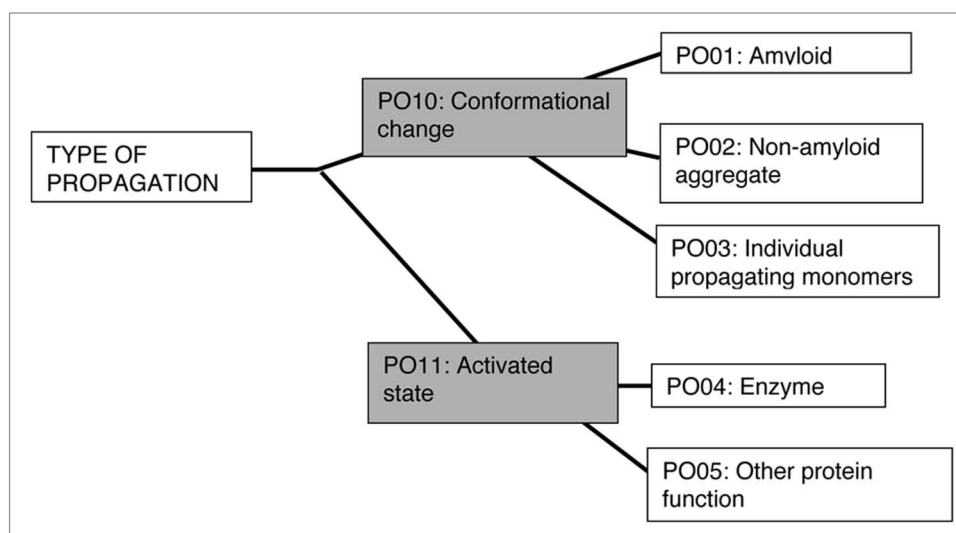 TYPE OF
PROPAGATION
PO10: Conformational
change
PO01: Amyloid
PO02: Non-amyloid
aggregate
PO03: Individual
propagating monomers
PO11: Activated
state
PO04: Enzyme
PO05: Other protein
function